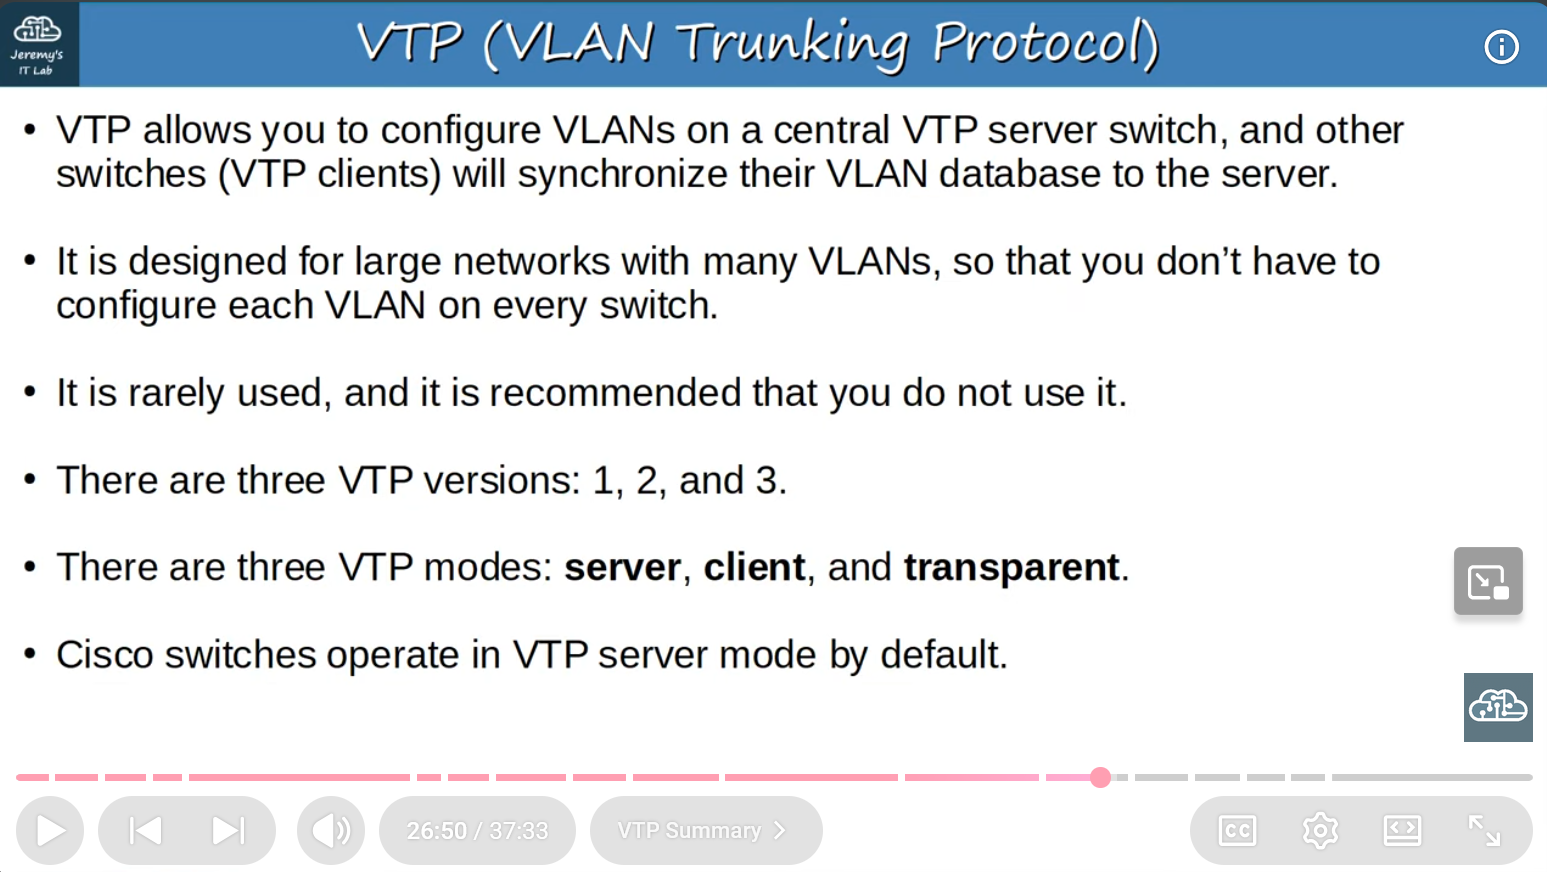 Jeremy's
IT Lab
VTP (VLAN Trunking Protocol)
• VTP allows you to configure VLANs on a central VTP server switch, and other
switches (VTP clients) will synchronize their VLAN database to the server.
• It is designed for large networks with many VLANs, so that you don’t have to
configure each VLAN on every switch.
• It is rarely used, and it is recommended that you do not use it.
• There are three VTP versions: 1, 2, and 3.
• There are three VTP modes: server, client, and transparent.
• Cisco switches operate in VTP server mode by default.
26:50 / 37:33
VTP Summary
CC